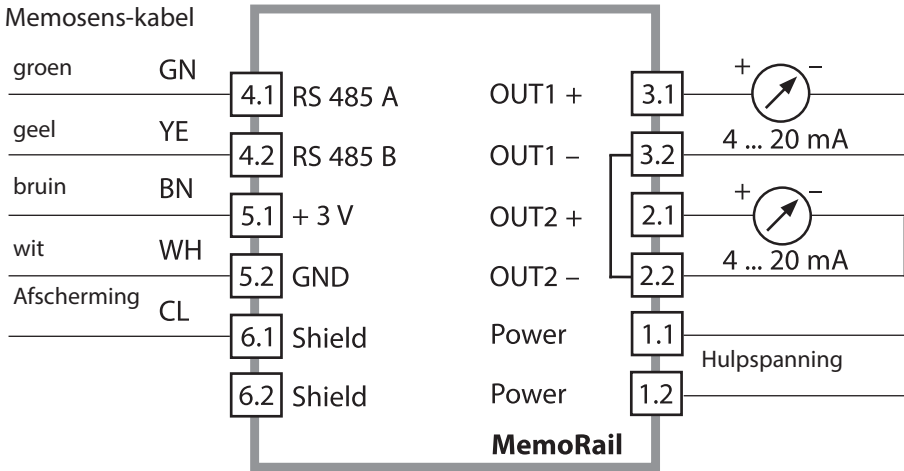 Memosens-kabel
groen GN 4.1 RS 485 A OUT1 + 3.1 + –
4 ... 20 mA
geel YE 4.2 RS 485 B OUT1 – 3.2
bruin BN 5.1 + 3 V OUT2 + 2.1 + –
4 ... 20 mA
wit WH 5.2 GND OUT2 – 2.2
Afscherming CL 6.1 Shield Power 1.1
Hulpspanning
6.2 Shield Power 1.2
MemoRail